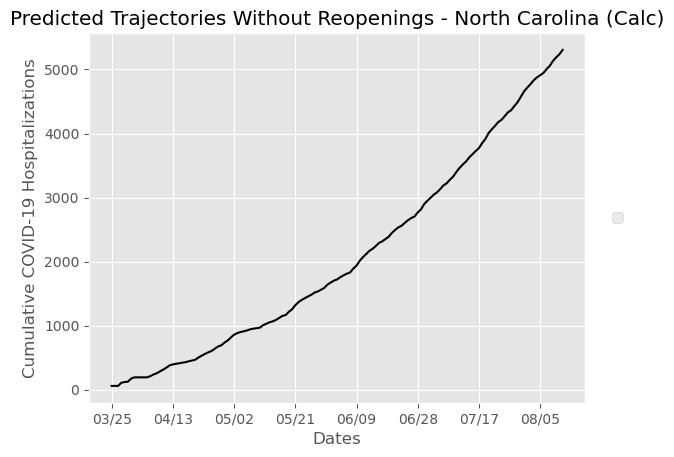 Predicted Trajectories Without Reopenings - North Carolina (Calc)
Cumulative COVID-19 Hospitalizations
5000
4000
3000
2000
1000
0
03/25 04/13 05/02 05/21 06/09 06/28 07/17 08/05
Dates